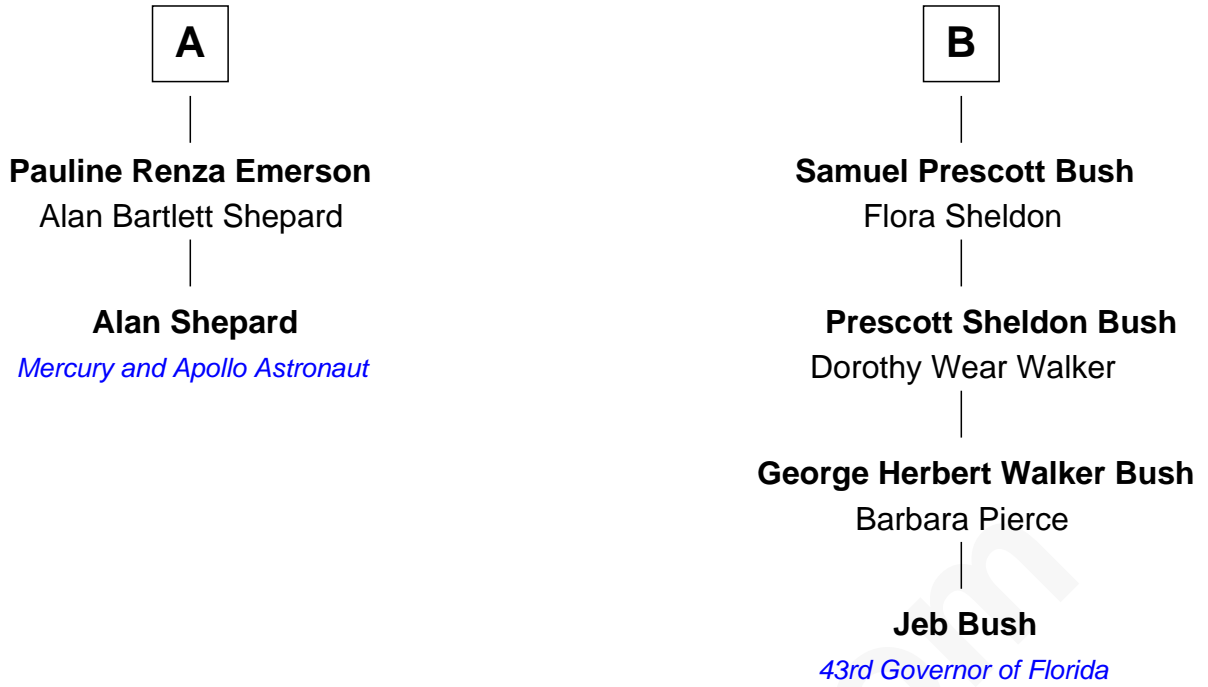 A
Pauline Renza Emerson
Alan Bartlett Shepard
Alan Shepard
Mercury and Apollo Astronaut
B
Samuel Prescott Bush
Flora Sheldon
Prescott Sheldon Bush
Dorothy Wear Walker
George Herbert Walker Bush
Barbara Pierce
Jeb Bush
43rd Governor of Florida